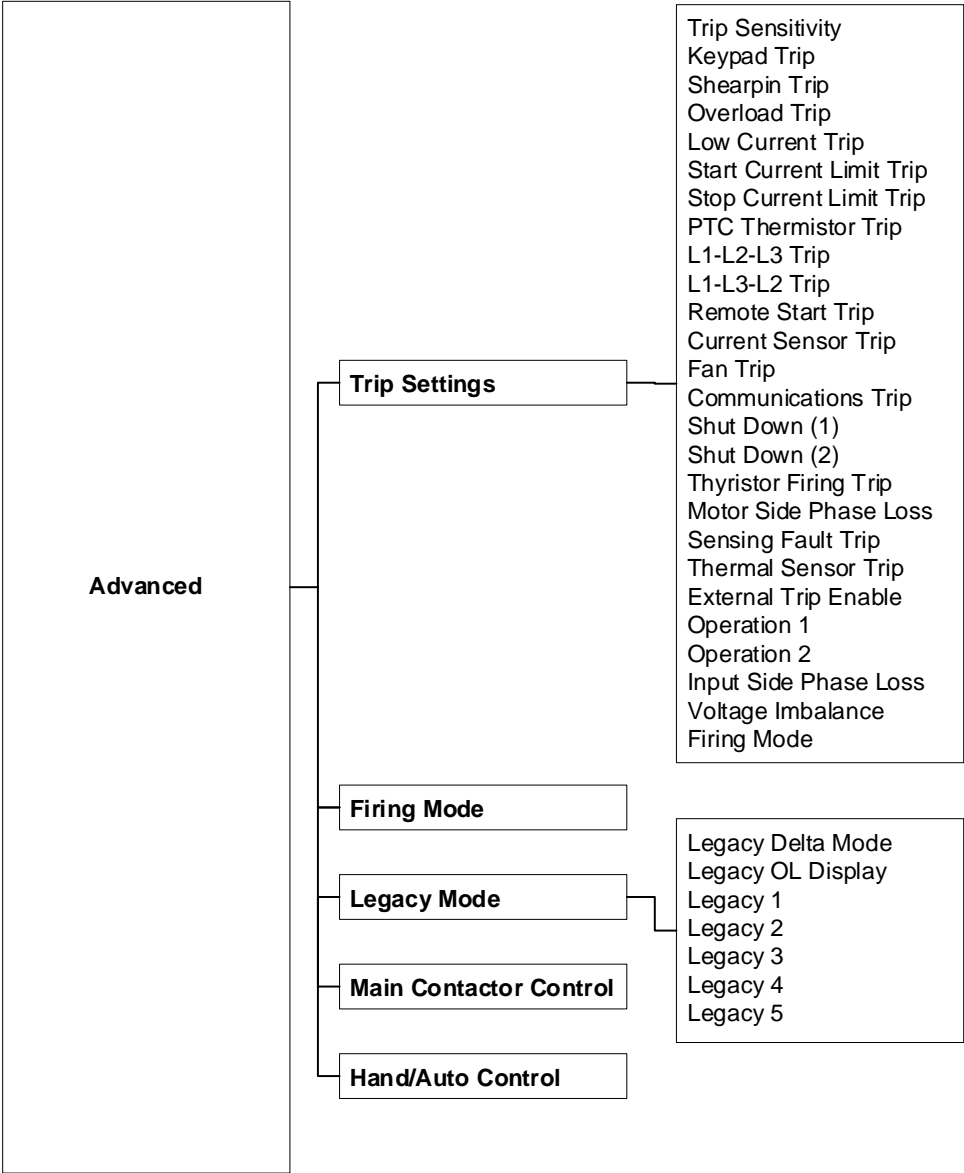 Advanced
Trip Settings
Trip Sensitivity
Keypad Trip
Shearpin Trip
Overload Trip
Low Current Trip
Start Current Limit Trip
Stop Current Limit Trip
PTC Thermistor Trip
L1-L2-L3 Trip
L1-L3-L2 Trip
Remote Start Trip
Current Sensor Trip
Fan Trip
Communications Trip
Shut Down (1)
Shut Down (2)
Thyristor Firing Trip
Motor Side Phase Loss
Sensing Fault Trip
Thermal Sensor Trip
External Trip Enable
Operation 1
Operation 2
Input Side Phase Loss
Voltage Imbalance
Firing Mode
Firing Mode
Legacy Mode
Legacy Delta Mode
Legacy OL Display
Legacy 1
Legacy 2
Legacy 3
Legacy 4
Legacy 5
Main Contactor Control
Hand/Auto Control